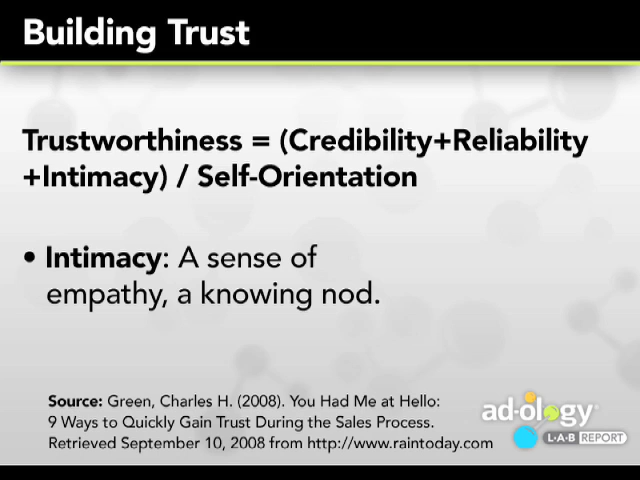 Building Trust
Trustworthiness = (Credibility+Reliability
+Intimacy) / Self-Orientation
• Intimacy: A sense of
empathy, a knowing nod.
Source: Green, Charles H. (2008). You Had Me at Hello:
9 Ways to Quickly Gain Trust During the Sales Process.
Retrieved September 10, 2008 from http://www.raintoday.com
ad-ology®
L•A•B REPORT